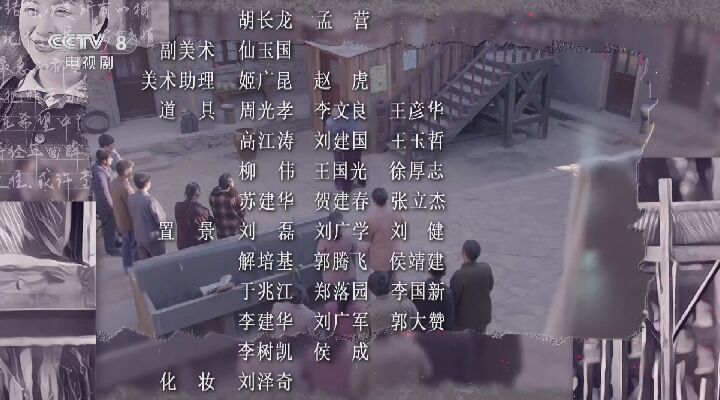 CCTV 8
电视剧
胡长龙 孟 营
副美术 仙玉国
美术助理 姬广昆 赵 虎
道 具 周光孝 李文良 王彦华
高江涛 刘建国 王玉哲
柳 伟 王国光 徐厚志
苏建华 贺建春 张立杰
置 景 刘 磊 刘广学 刘 健
解培基 郭腾飞 侯靖建
于兆江 郑落园 李国新
李建华 刘广军 郭大赞
李树凯 侯 成
化 妆 刘泽奇